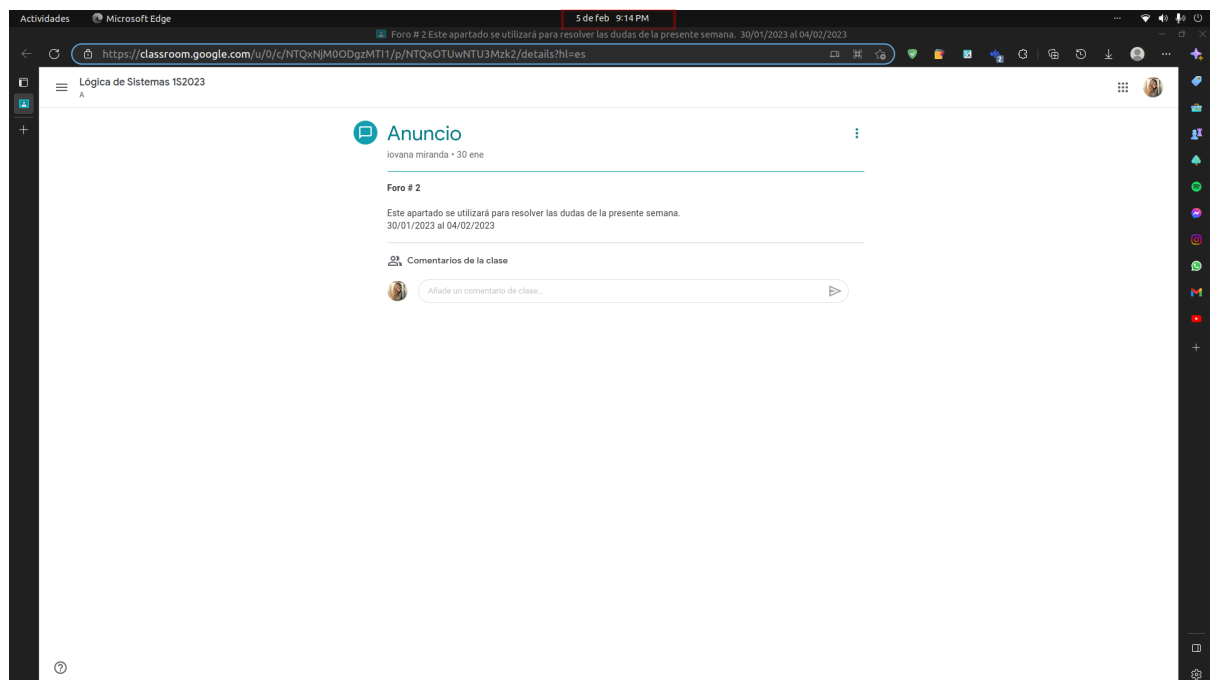 Actividades Microsoft Edge 5 de feb 9:14 PM
Foro # 2 Este apartado se utilizará para resolver las dudas de la presente semana. 30/01/2023 al 04/02/2023
https://classroom.google.com/u/0/c/NTQxNjM0ODgzMTI1/p/NTQxOTUwNTU3Mzk2/details?hl=es
Lógica de Sistemas 1S2023
A
Anuncio
iovana miranda • 30 ene
Foro # 2
Este apartado se utilizará para resolver las dudas de la presente semana.
30/01/2023 al 04/02/2023
Comentarios de la clase
Añade un comentario de clase…